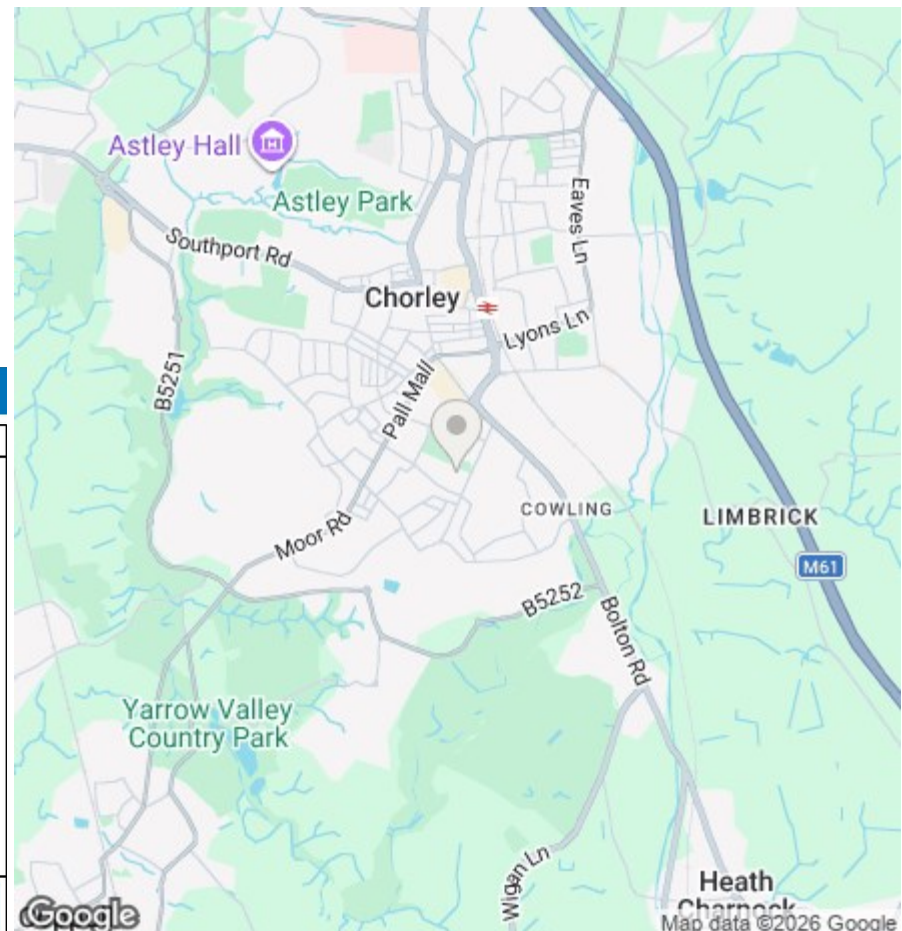 Astley Hall
Astley Park
Eaves Ln
Southport Rd
Chorley
Lyons Ln
B5251
Pall Mall
COWLING
LIMBRICK
Moor Rd
M61
B5252
Bolton Rd
Yarrow Valley
Country Park
Wigan Ln
Heath
Charnock
Google
Map data ©2026 Google